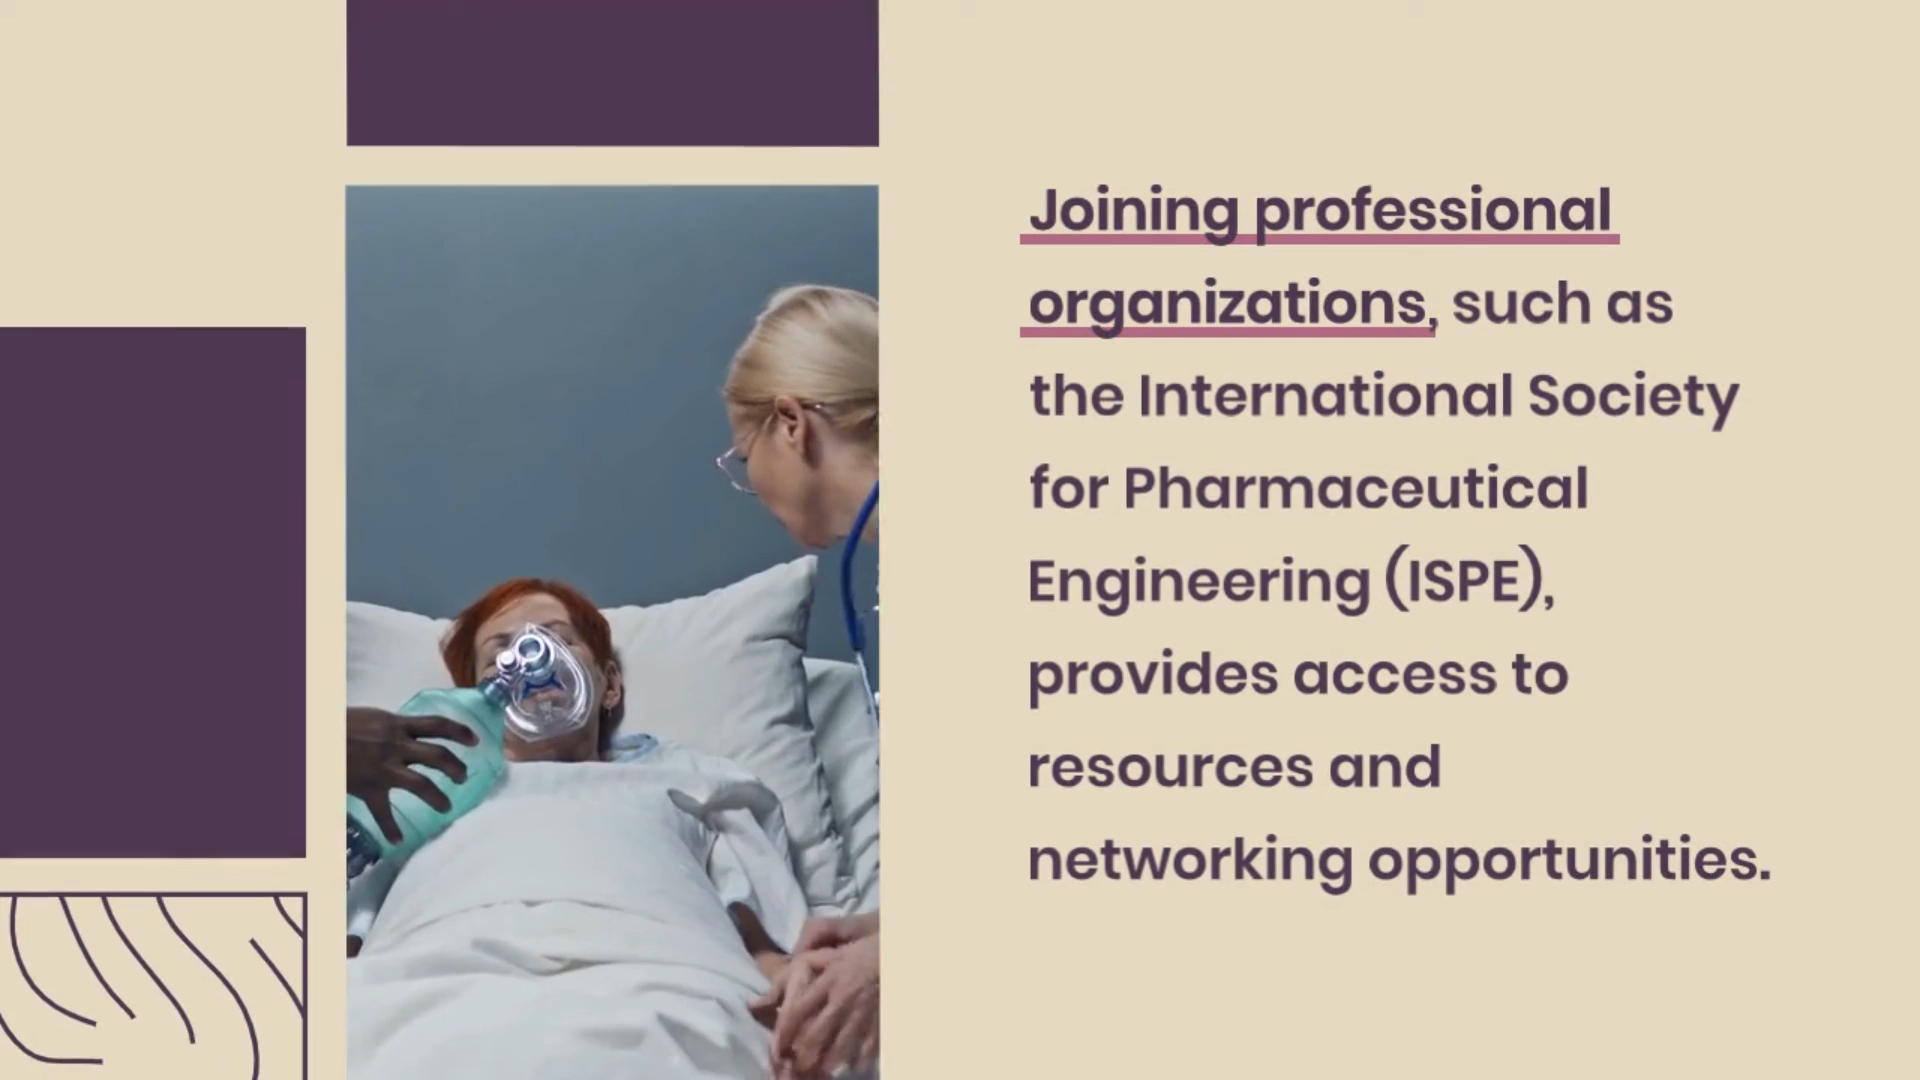 Joining professional
organizations, such as
the International Society
for Pharmaceutical
Engineering (ISPE),
provides access to
resources and
networking opportunities.